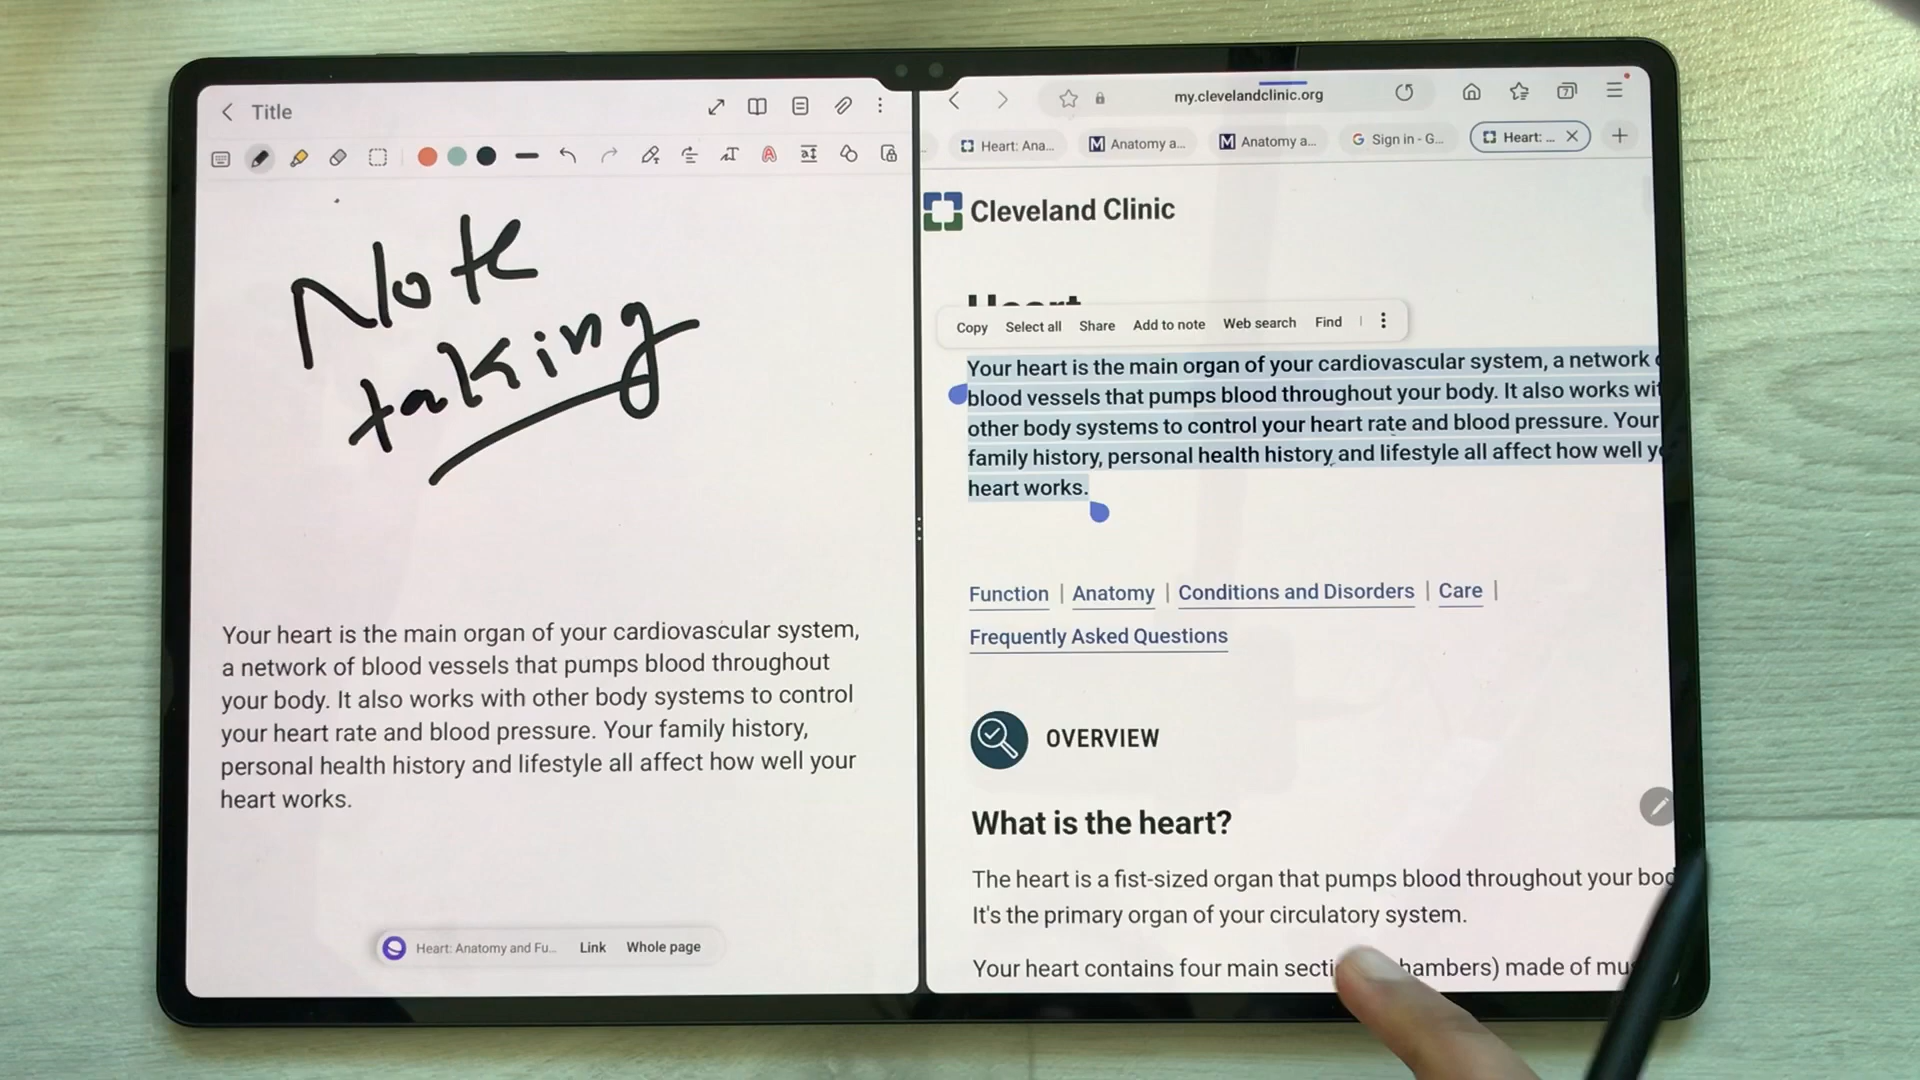 Title
Note
taking
Your heart is the main organ of your cardiovascular system,
a network of blood vessels that pumps blood throughout
your body. It also works with other body systems to control
your heart rate and blood pressure. Your family history,
personal health history and lifestyle all affect how well your
heart works.
Heart: Anatomy and Fu... Link Whole page
my.clevelandclinic.org
7
Heart: Ana... Anatomy a... Anatomy a... Sign in - G... Heart: ...
Cleveland Clinic
Heart
Copy Select all Share Add to note Web search Find
Your heart is the main organ of your cardiovascular system, a network
blood vessels that pumps blood throughout your body. It also works wit
other body systems to control your heart rate and blood pressure. Your
family history, personal health history and lifestyle all affect how well y
heart works.
Function | Anatomy | Conditions and Disorders | Care |
Frequently Asked Questions
OVERVIEW
What is the heart?
The heart is a fist-sized organ that pumps blood throughout your bod
It's the primary organ of your circulatory system.
Your heart contains four main secti hambers) made of mu